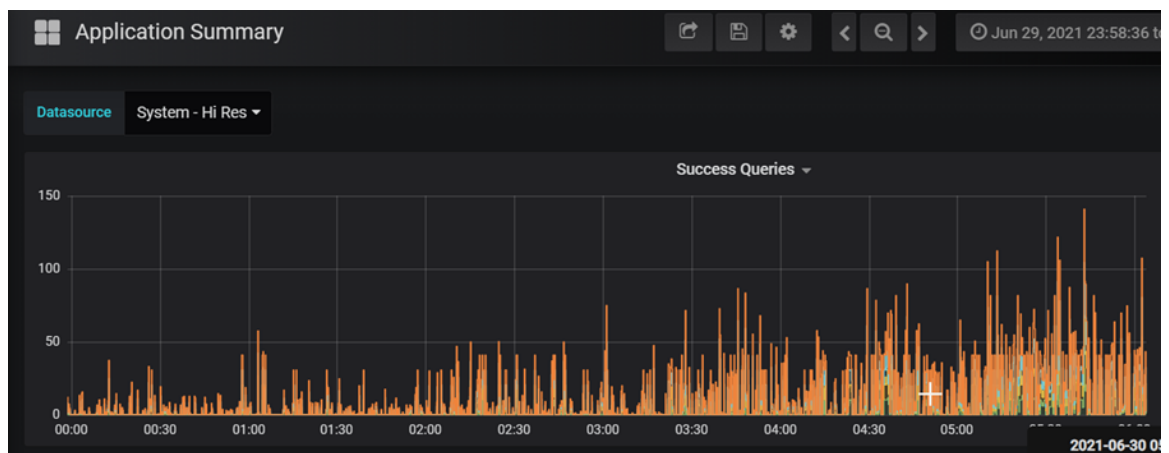 Application Summary
Jun 29, 2021 23:58:36 to
Datasource
System - Hi Res
Success Queries
150
100
50
0
00:00 00:30 01:00 01:30 02:00 02:30 03:00 03:30 04:00 04:30 05:00
2021-06-30 05